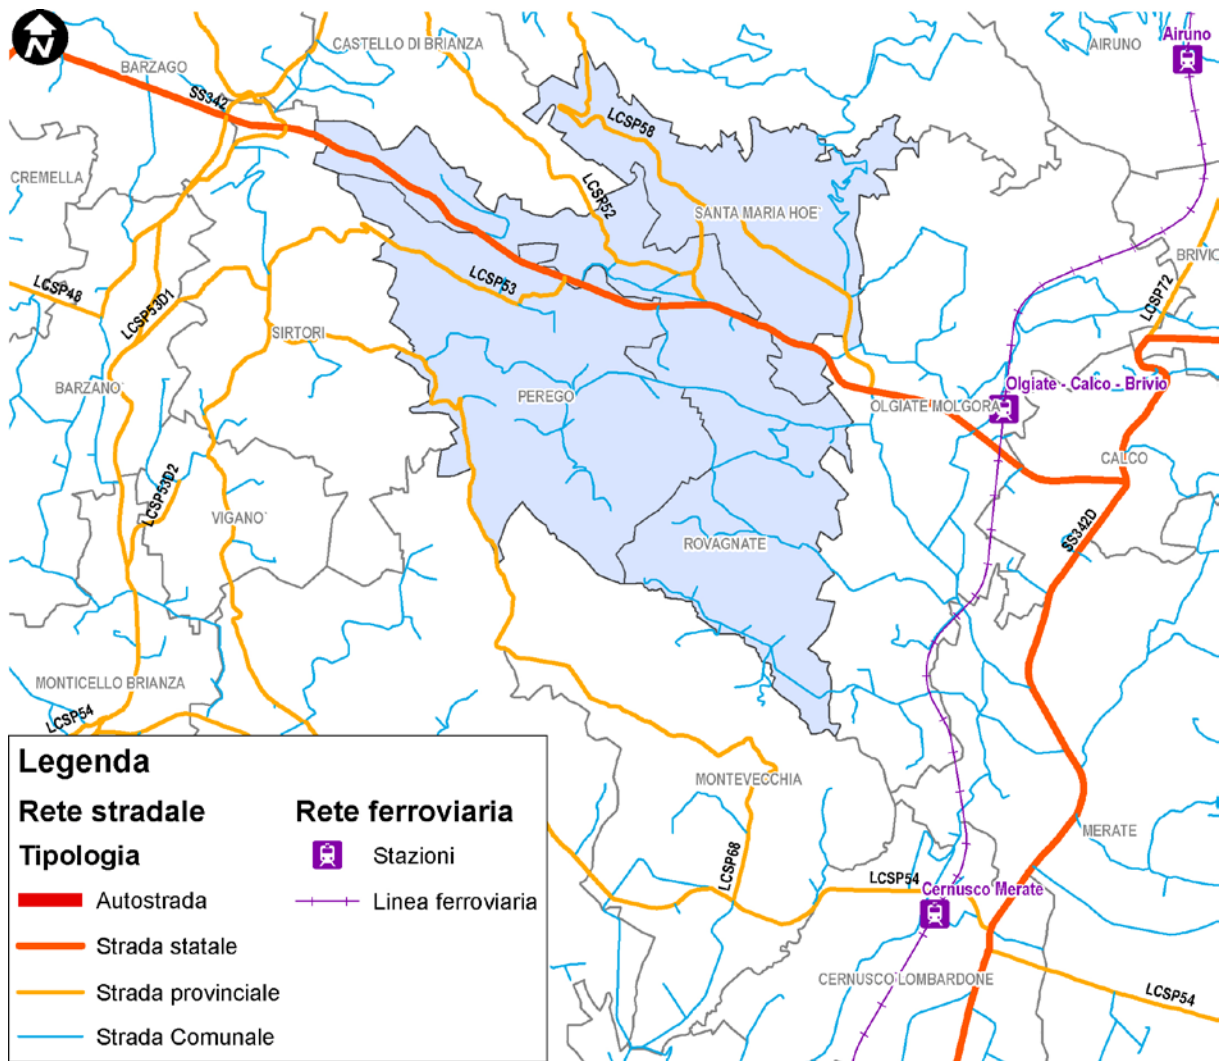 N
Airuno
CASTELLO DI BRIANZA
AIRUNO
BARZAGO
SS342
LCSP58
CREMELLA
LCSP52
SANTA MARIA HOE`
BRIVIO
LCSP53
LCSP48
LCSP53D1
LCSP72
SIRTORI
BARZANO`
Olgiate - Calco - Brivio
PEREGO
OLGIATE MOLGORA
CALCO
LCSP53D2
VIGANO`
SS342D
ROVAGNATE
MONTICELLO BRIANZA
LCSP54
MONTEVECCHIA
MERATE
LCSP68
LCSP54
Cernusco Merate
CERNUSCO LOMBARDONE
LCSP54
Legenda
Rete stradale
Tipologia
Autostrada
Strada statale
Strada provinciale
Strada Comunale
Rete ferroviaria
Stazioni
Linea ferroviaria